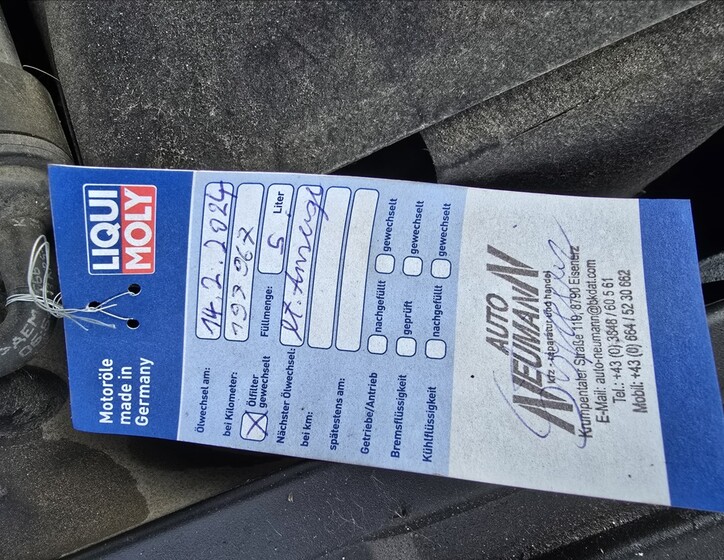 Motoröle
made in
Germany
LIQUI
MOLY
Ölwechsel am: 14.2.2024
bei Kilometer: 193967
☒ Ölfilter gewechselt
Füllmenge: 5 Liter
Nächster Ölwechsel: lt. Anzeige
bei km:
spätestens am:
Getriebe/Antrieb ☐ nachgefüllt ☐ gewechselt
Bremsflüssigkeit ☐ geprüft ☐ gewechselt
Kühlflüssigkeit ☐ nachgefüllt ☐ gewechselt
AUTO
NEUMANN
kfz - reparatur und handel
Krumpentaler Straße 119, 8790 Eisenerz
E-Mail: auto-neumann@bkdat.com
Tel.: +43 (0) 3848 / 60 5 61
Mobil: +43 (0) 664 / 52 30 662